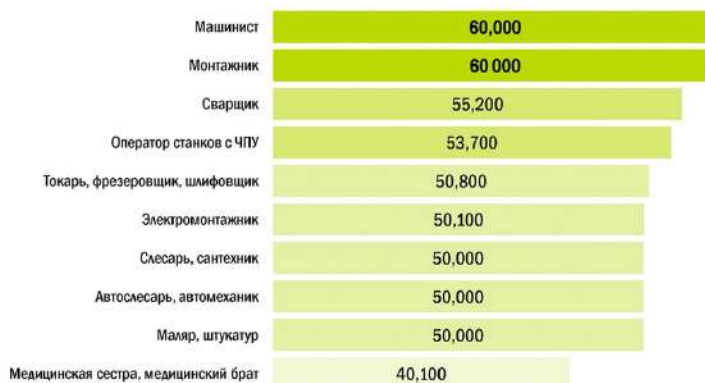 Машинист 60,000
Монтажник 60 000
Сварщик 55,200
Оператор станков с ЧПУ 53,700
Токарь, фрезеровщик, шлифовщик 50,800
Электромонтажник 50,100
Слесарь, сантехник 50,000
Автослесарь, автомеханик 50,000
Маляр, штукатур 50,000
Медицинская сестра, медицинский брат 40,100